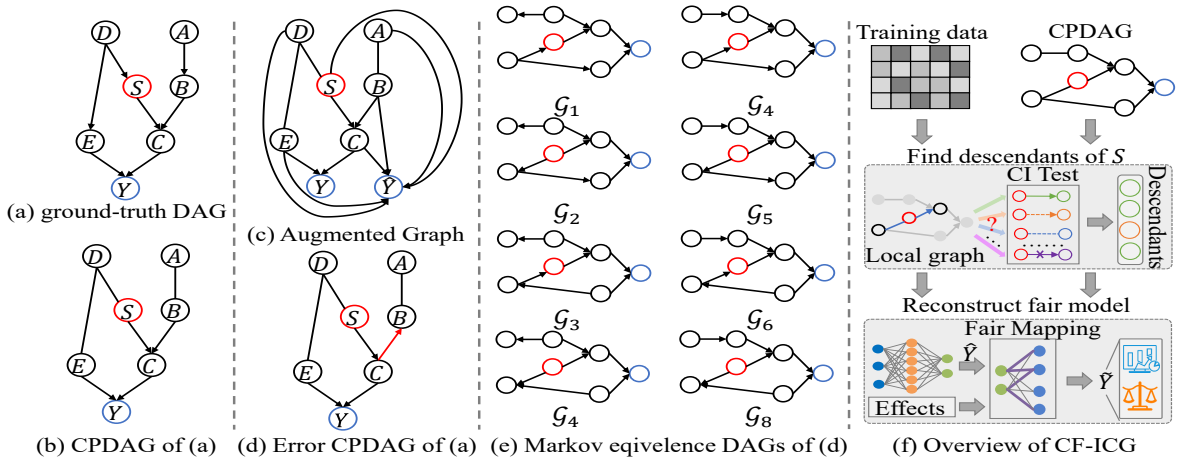 D
A
S
B
E
C
Y
(a) ground-truth DAG
D
A
S
B
E
C
Y
(b) CPDAG of (a)
D
A
S
B
E
C
Y
(c) Augmented Graph
D
A
S
B
E
C
Y
(d) Error CPDAG of (a)
𝒢1
𝒢4
𝒢2
𝒢5
𝒢3
𝒢6
𝒢4
𝒢8
(e) Markov eqivelence DAGs of (d)
Training data
CPDAG
Find descendants of S
CI Test
?
Local graph
Descendants
Reconstruct fair model
Fair Mapping
Ŷ
Ỹ
Effects
(f) Overview of CF-ICG